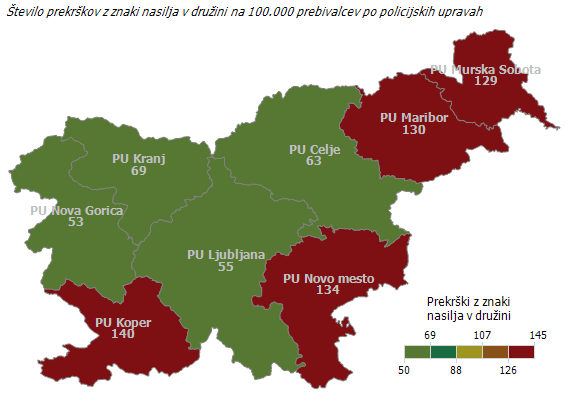 Število prekrškov z znaki nasilja v družini na 100.000 prebivalcev po policijskih upravah
PU Murska Sobota
129
PU Maribor
130
PU Celje
63
PU Kranj
69
PU Nova Gorica
53
PU Ljubljana
55
PU Novo mesto
134
PU Koper
140
Prekrški z znaki
nasilja v družini
69 107 145
50 88 126